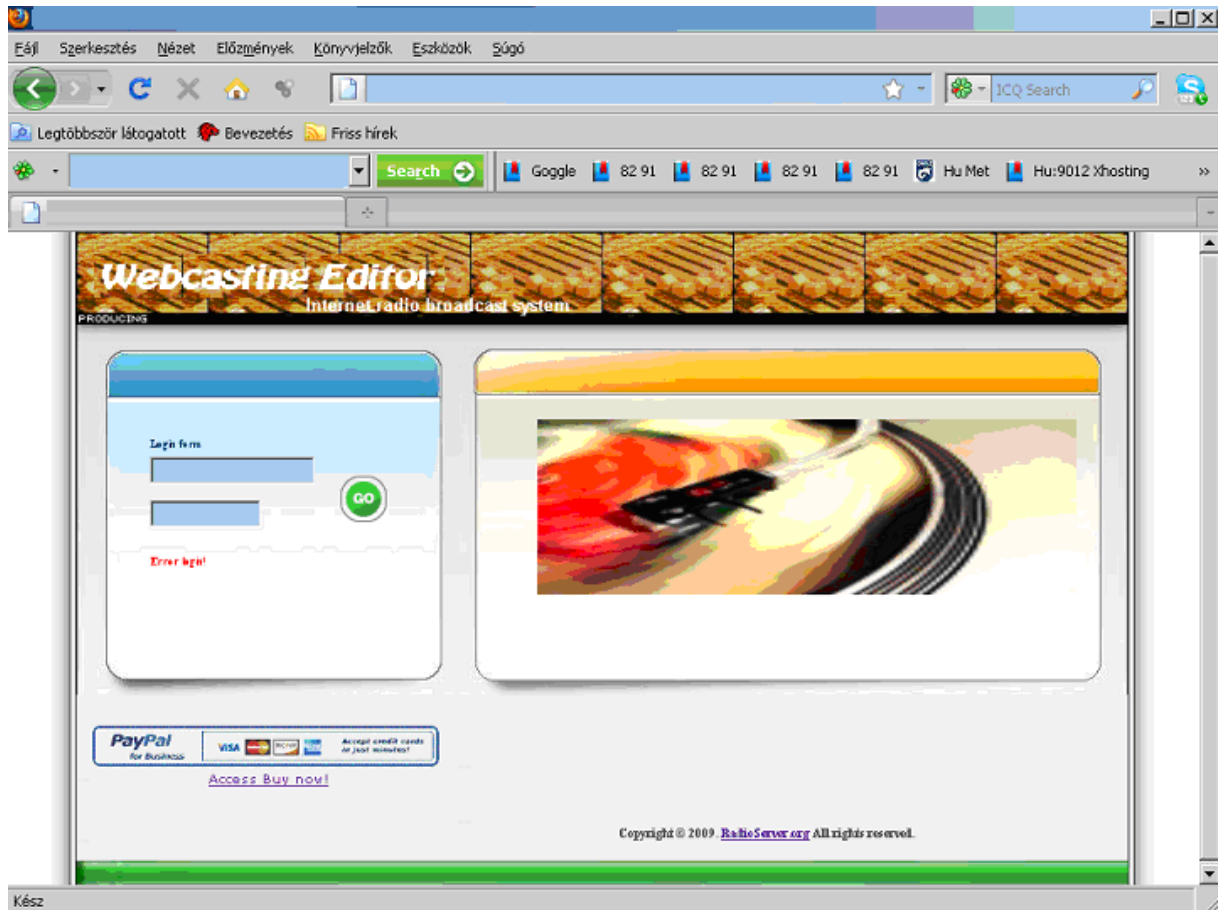 Fájl Szerkesztés Nézet Előzmények Könyvjelzők Eszközök Súgó
ICQ Search
Legtöbbször látogatott Bevezetés Friss hírek
Search Goggle 82 91 82 91 82 91 82 91 Hu Met Hu:9012 Xhosting »
Webcasting Editor
Internet radio broadcast system
PRODUCING
Login form
GO
Error login!
PayPal
for Business
VISA
Accept credit cards
in just minutes!
Access Buy now!
Copyright © 2009. RadioServer.org All rights reserved.
Kész